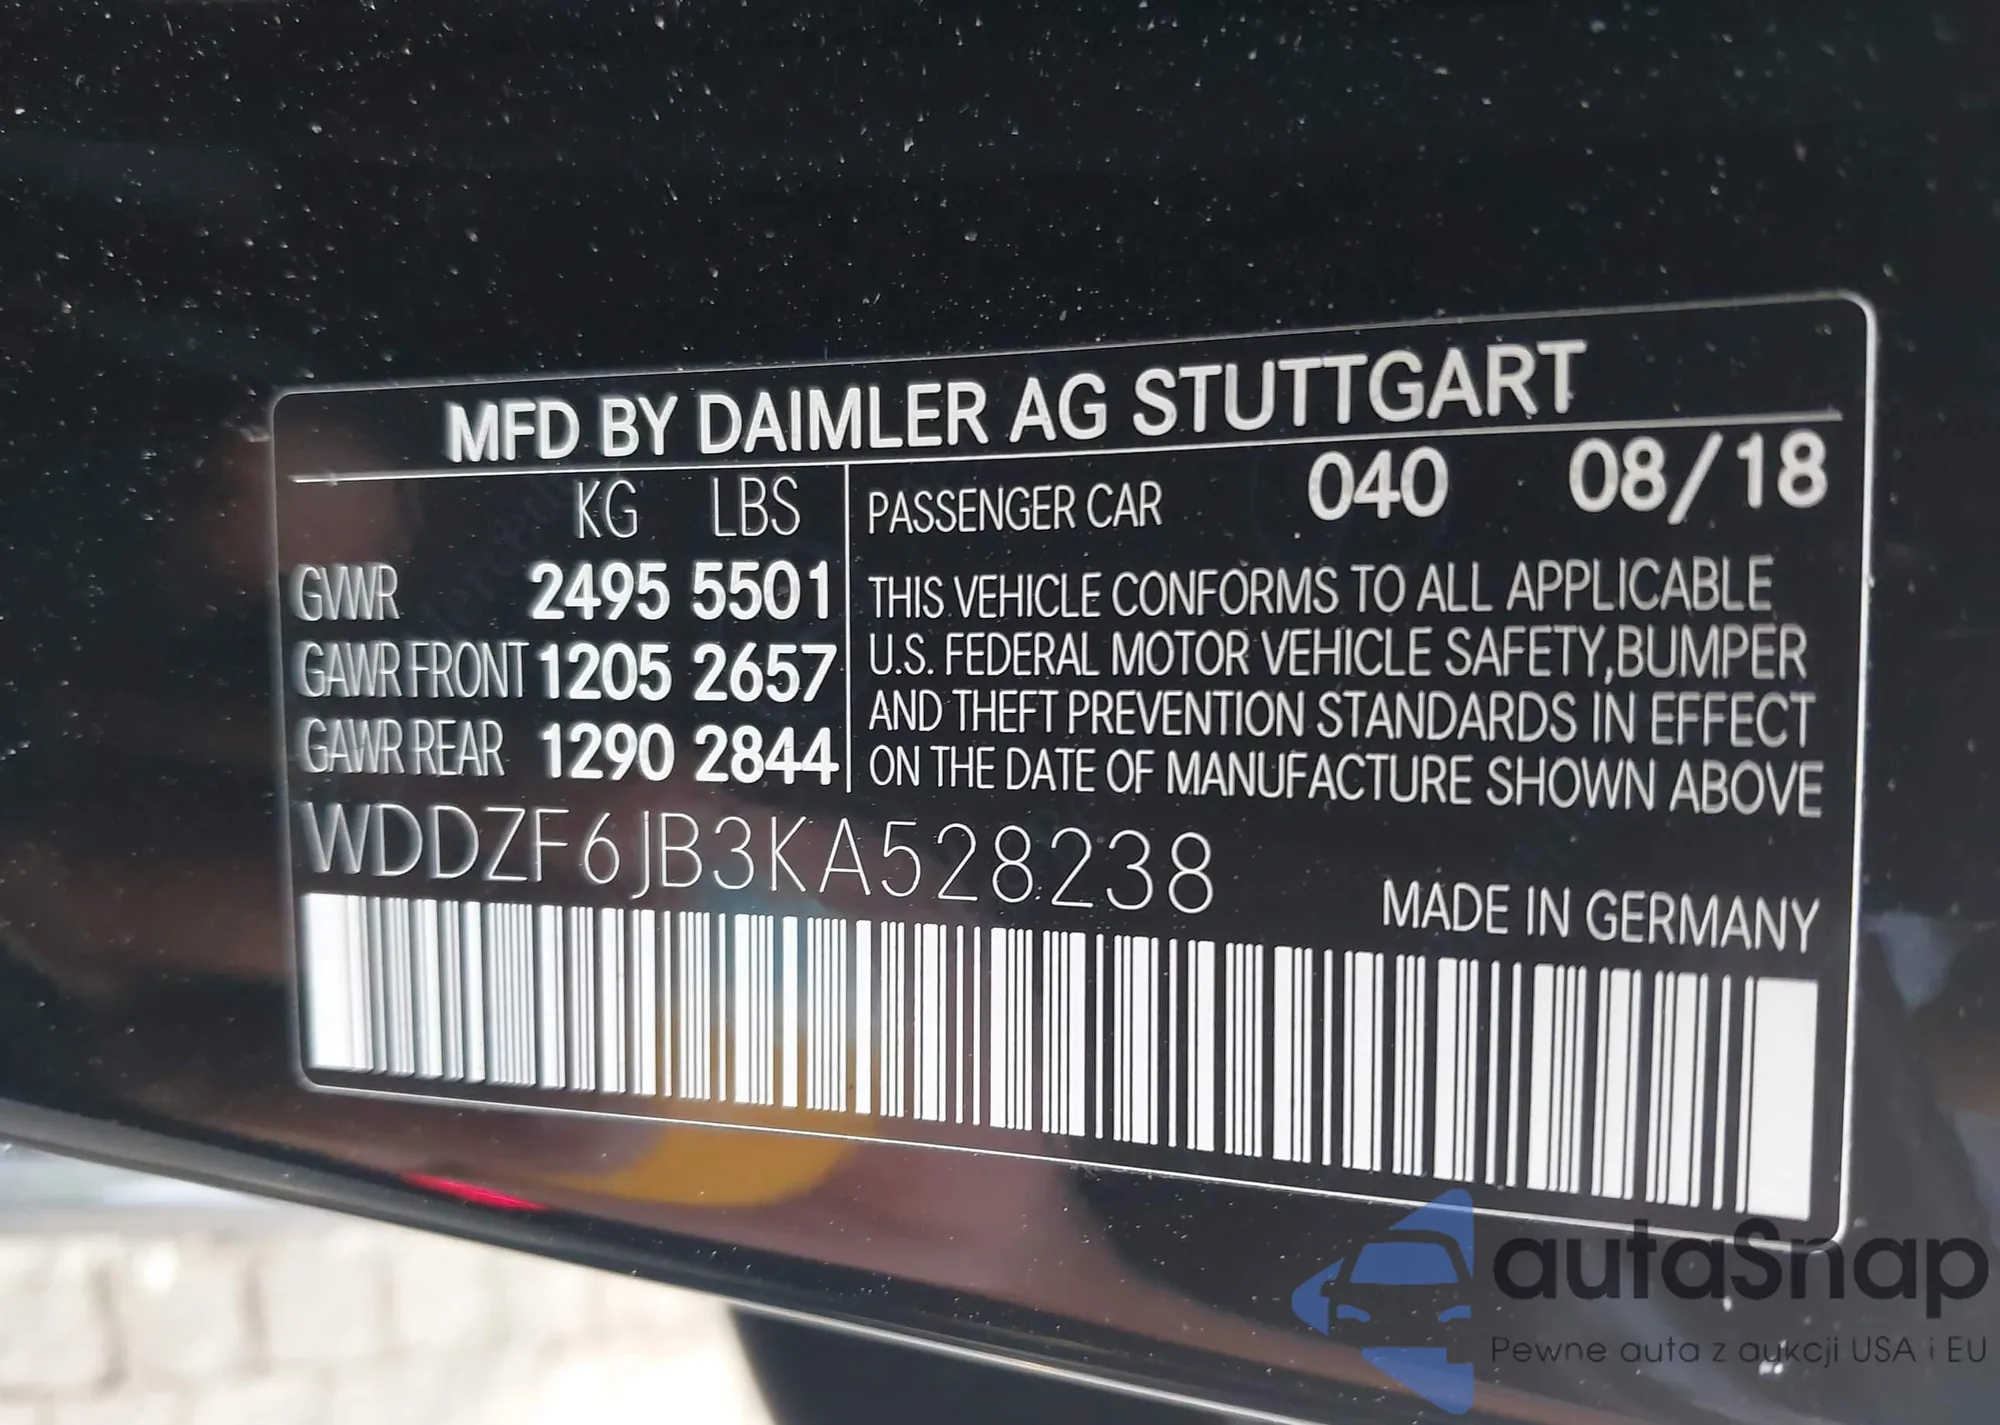 MFD BY DAIMLER AG STUTTGART
KG LBS
GVWR 2495 5501
GAWR FRONT 1205 2657
GAWR REAR 1290 2844
PASSENGER CAR 040 08/18
THIS VEHICLE CONFORMS TO ALL APPLICABLE
U.S. FEDERAL MOTOR VEHICLE SAFETY,BUMPER
AND THEFT PREVENTION STANDARDS IN EFFECT
ON THE DATE OF MANUFACTURE SHOWN ABOVE
WDDZF6JB3KA528238
MADE IN GERMANY
autaSnap
Pewne auta z aukcji USA i EU